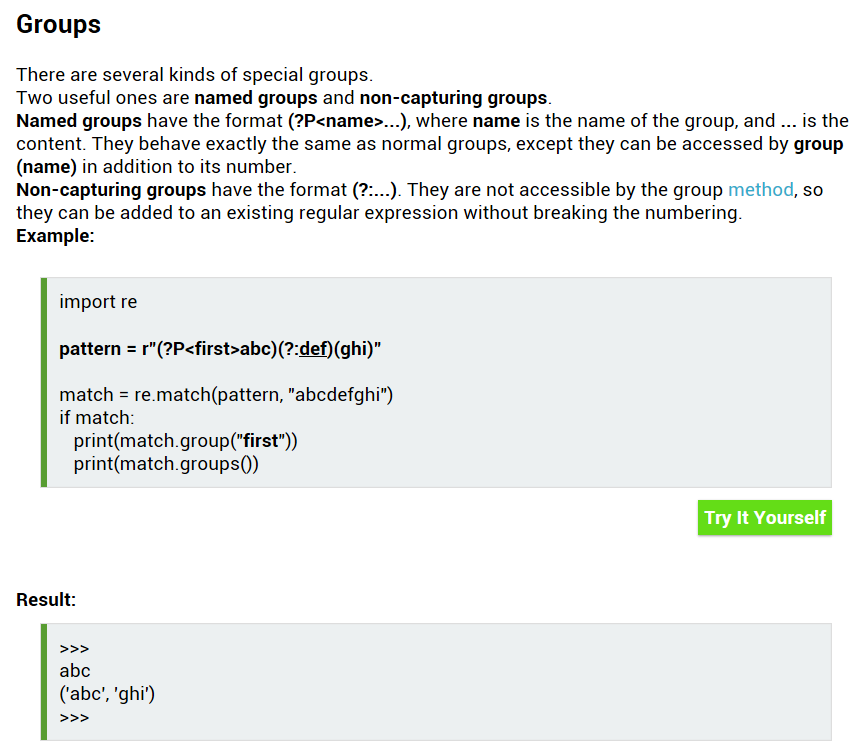 Groups
There are several kinds of special groups.
Two useful ones are named groups and non-capturing groups.
Named groups have the format (?P<name>...), where name is the name of the group, and ... is the
content. They behave exactly the same as normal groups, except they can be accessed by group
(name) in addition to its number.
Non-capturing groups have the format (?:...). They are not accessible by the group method, so
they can be added to an existing regular expression without breaking the numbering.
Example:
import re
pattern = r"(?P<first>abc)(?:def)(ghi)"
match = re.match(pattern, "abcdefghi")
if match:
   print(match.group("first"))
   print(match.groups())
Try It Yourself
Result:
>>>
abc
('abc', 'ghi')
>>>